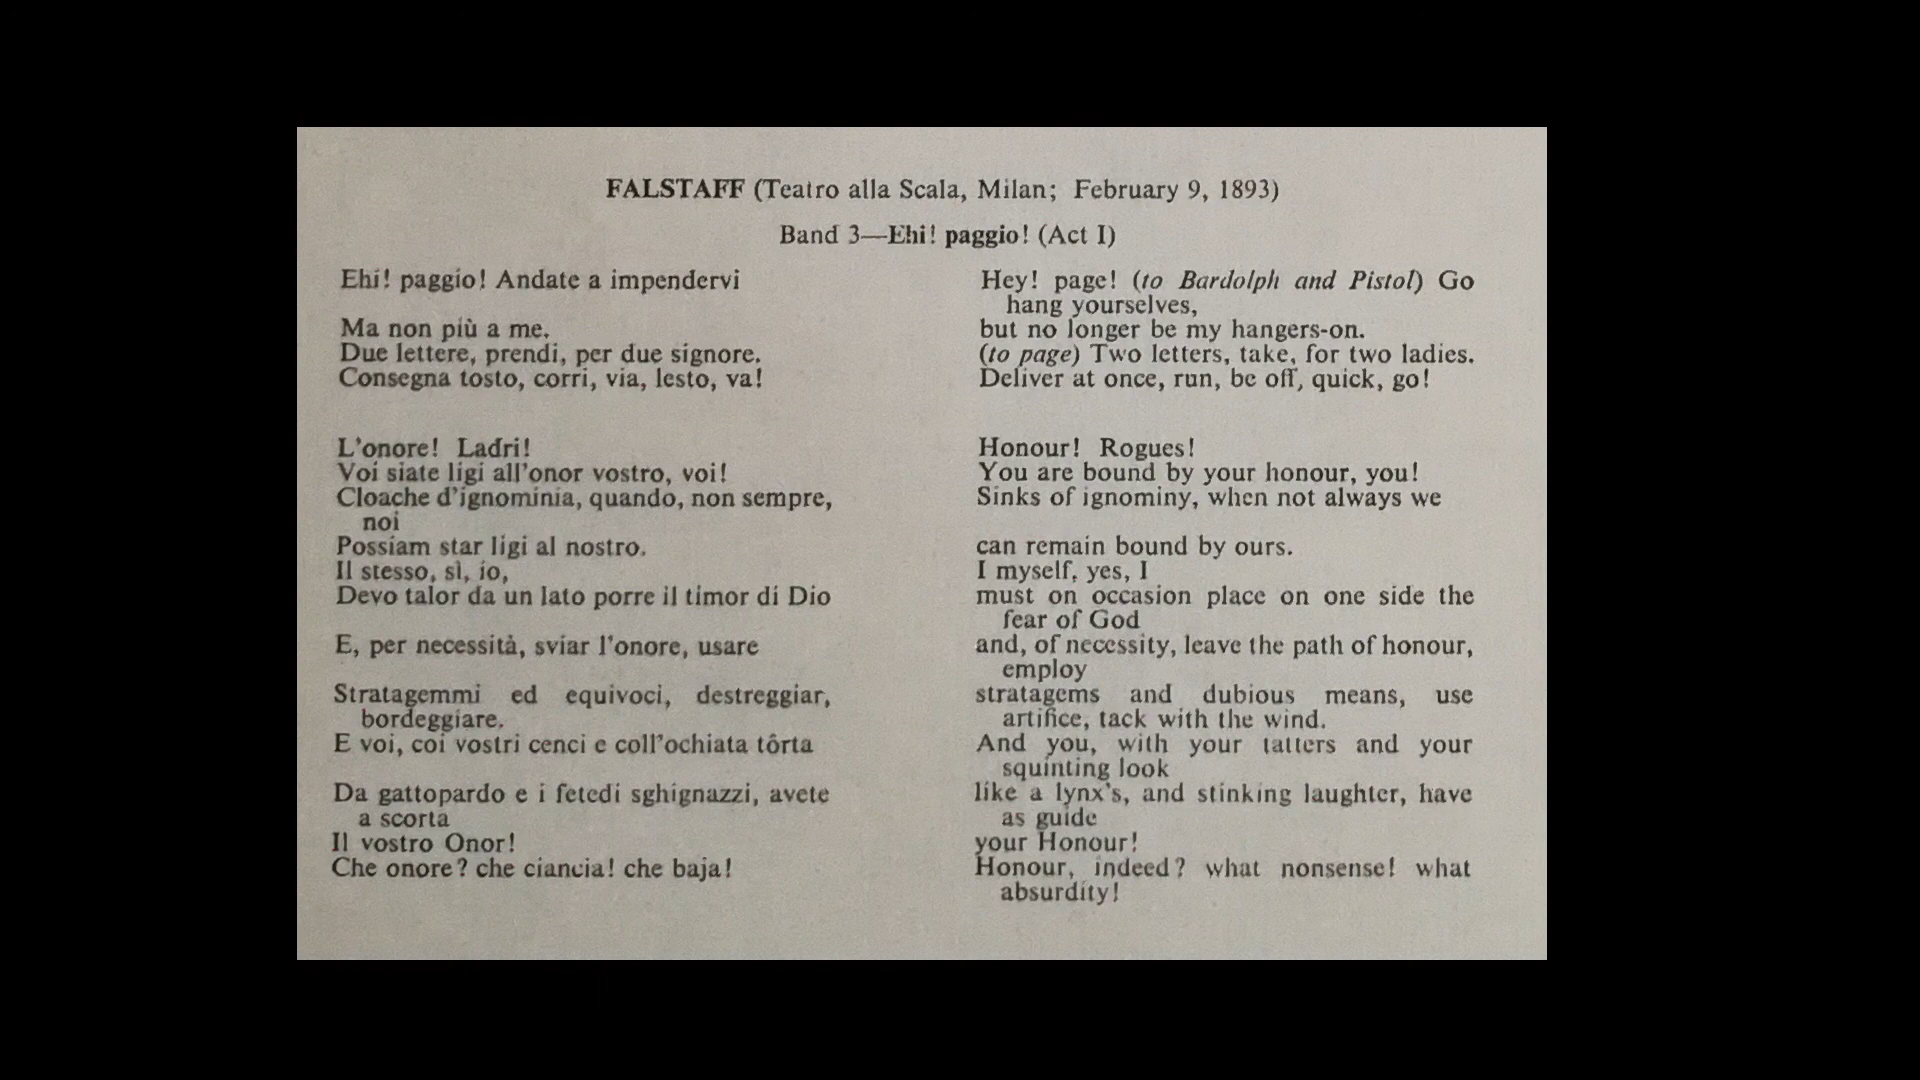 FALSTAFF (Teatro alla Scala, Milan; February 9, 1893)
Band 3—Ehi! paggio! (Act I)
Ehi! paggio! Andate a impendervi
Ma non più a me.
Due lettere, prendi, per due signore.
Consegna tosto, corri, via, lesto, va!
L'onore! Ladri!
Voi siate ligi all'onor vostro, voi!
Cloache d'ignominia, quando, non sempre,
noi
Possiam star ligi al nostro.
Il stesso, sì, io,
Devo talor da un lato porre il timor di Dio
E, per necessità, sviar l'onore, usare
Stratagemmi ed equivoci, destreggiar,
bordeggiare.
E voi, coi vostri cenci e coll'ochiata tôrta
Da gattopardo e i fetedi sghignazzi, avete
a scorta
Il vostro Onor!
Che onore? che ciancia! che baja!
Hey! page! (to Bardolph and Pistol) Go
hang yourselves,
but no longer be my hangers-on.
(to page) Two letters, take, for two ladies.
Deliver at once, run, be off, quick, go!
Honour! Rogues!
You are bound by your honour, you!
Sinks of ignominy, when not always we
can remain bound by ours.
I myself, yes, I
must on occasion place on one side the
fear of God
and, of necessity, leave the path of honour,
employ
stratagems and dubious means, use
artifice, tack with the wind.
And you, with your tatters and your
squinting look
like a lynx's, and stinking laughter, have
as guide
your Honour!
Honour, indeed? what nonsense! what
absurdity!